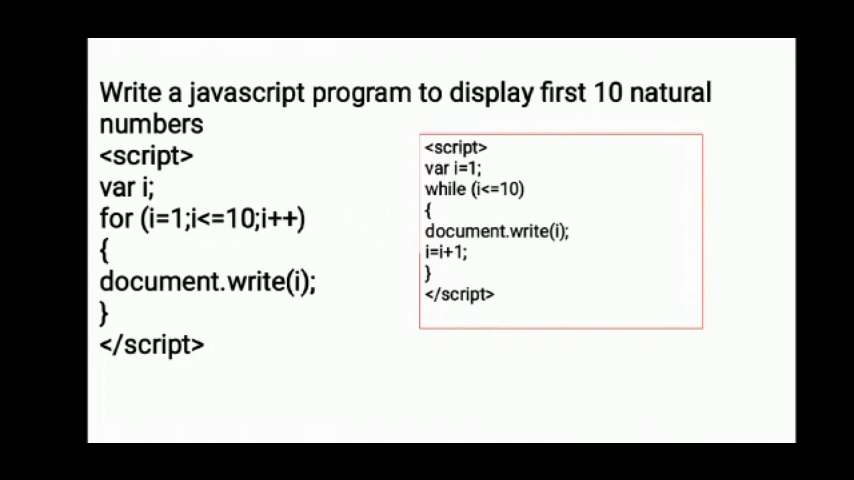 Write a javascript program to display first 10 natural
numbers
<script>
var i;
for (i=1;i<=10;i++)
{
document.write(i);
}
</script>
<script>
var i=1;
while (i<=10)
{
document.write(i);
i=i+1;
}
</script>